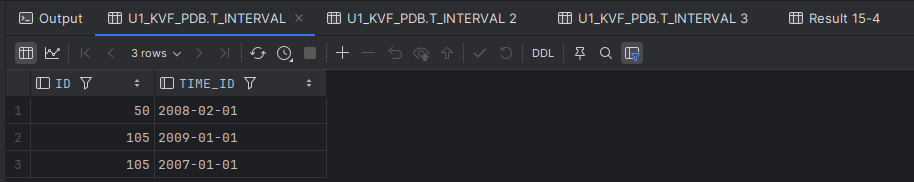 Output U1_KVF_PDB.T_INTERVAL U1_KVF_PDB.T_INTERVAL 2 U1_KVF_PDB.T_INTERVAL 3 Result 15-4
3 rows DDL
ID TIME_ID
1 50 2008-02-01
2 105 2009-01-01
3 105 2007-01-01